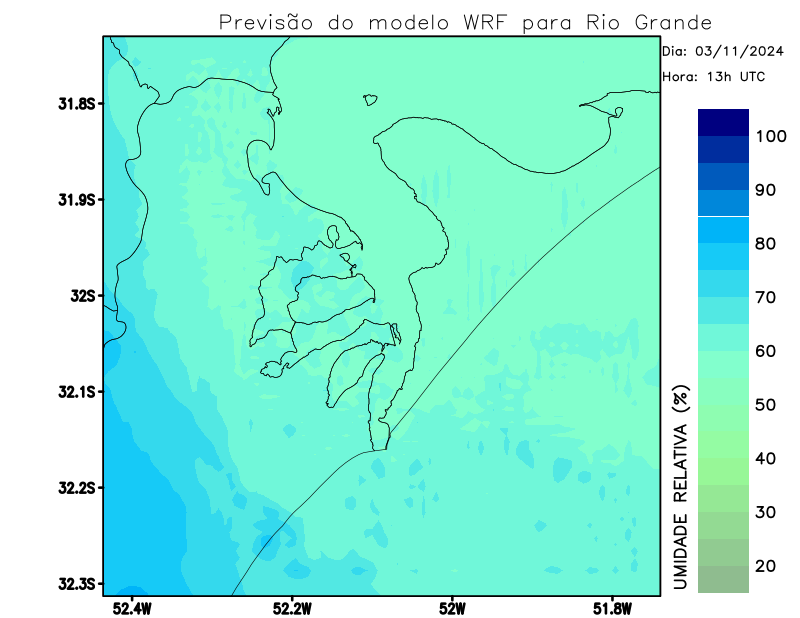 Previsão do modelo WRF para Rio Grande
Dia: 03/11/2024
Hora: 13h UTC
31.8S
31.9S
32S
32.1S
32.2S
32.3S
52.4W
52.2W
52W
51.8W
100
90
80
70
60
50
40
30
20
UMIDADE RELATIVA (%)